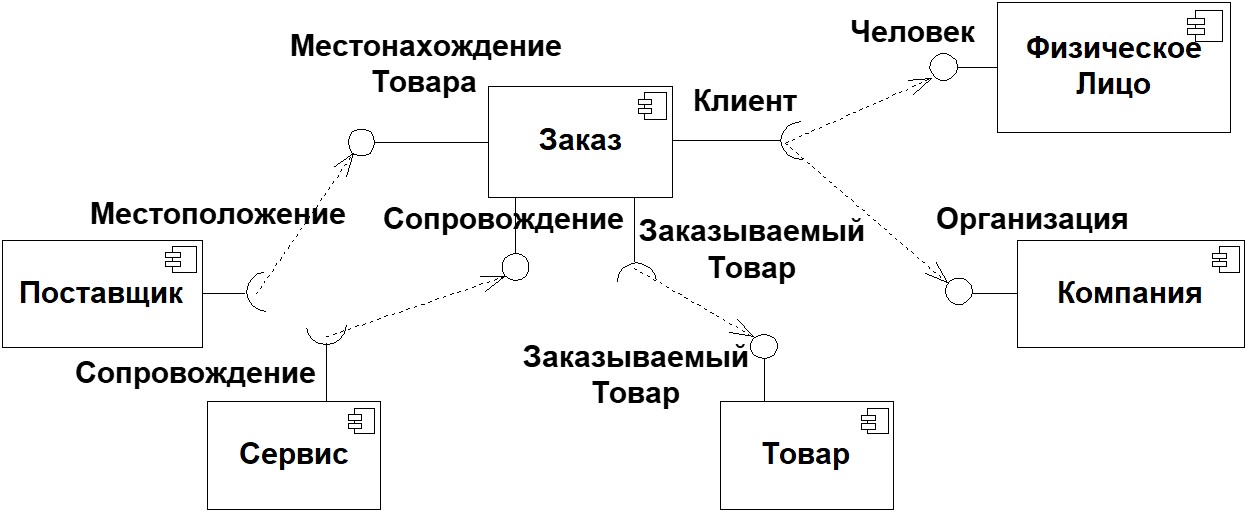 Человек
Физическое
Лицо
Местонахождение
Товара
Клиент
Заказ
Местоположение
Сопровождение
Заказываемый
Товар
Организация
Поставщик
Компания
Сопровождение
Заказываемый
Товар
Сервис
Товар